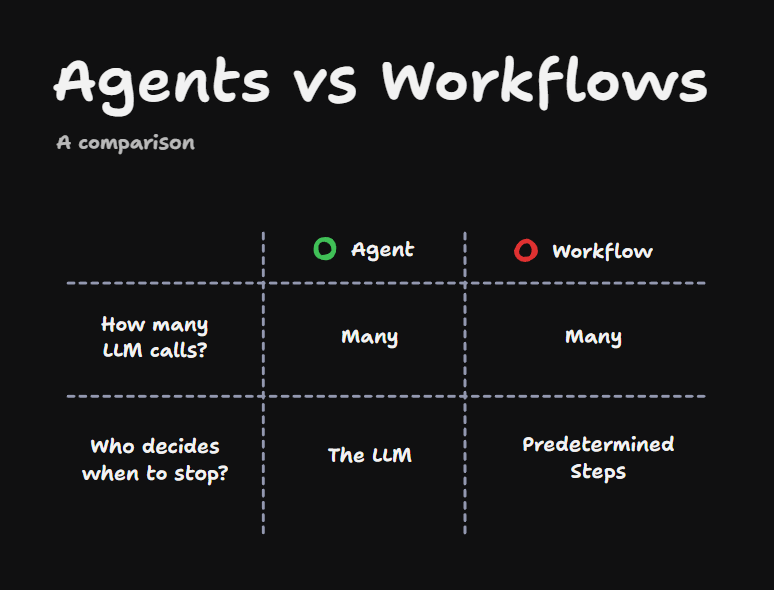 Agents vs Workflows
A comparison
Agent
Workflow
How many
LLM calls?
Many
Many
Who decides
when to stop?
The LLM
Predetermined
Steps